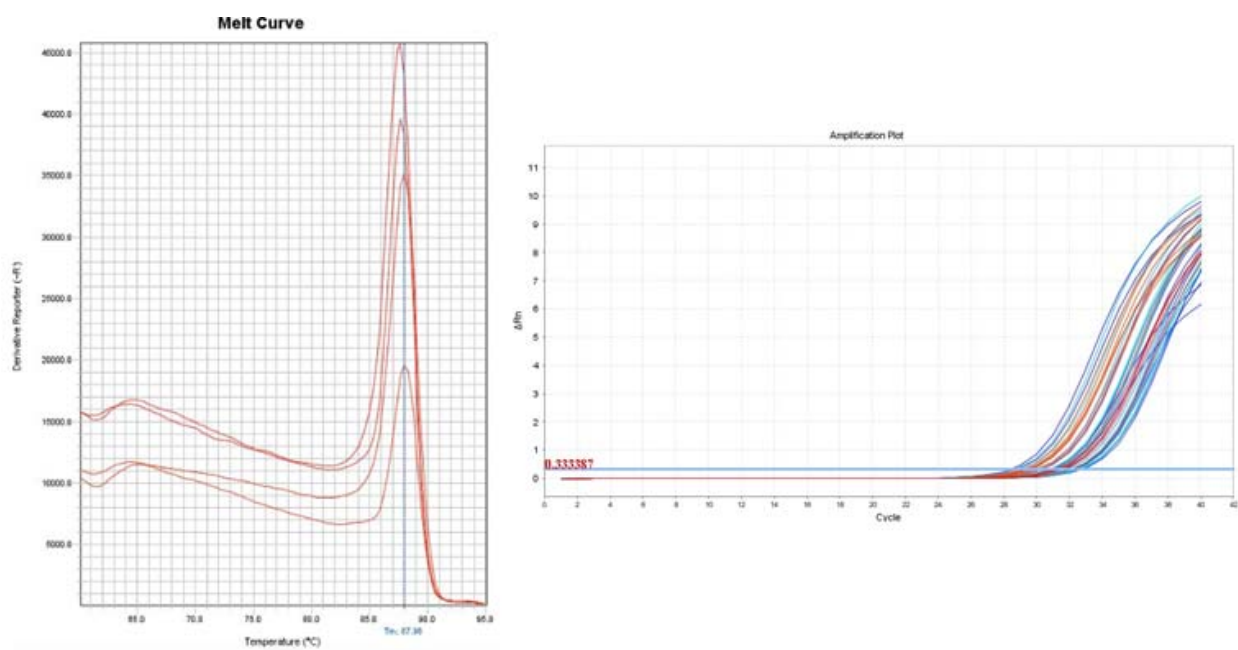 Melt Curve
45000.0
40000.0
35000.0
30000.0
25000.0
20000.0
15000.0
10000.0
5000.0
Derivative Reporter (-R')
65.0 70.0 75.0 80.0 85.0 90.0 95.0
Tm: 87.98
Temperature (°C)
Amplification Plot
11
10
9
8
7
6
5
4
3
2
1
0
ΔRn
0.333387
0 2 4 6 8 10 12 14 16 18 20 22 24 26 28 30 32 34 36 38 40 42
Cycle